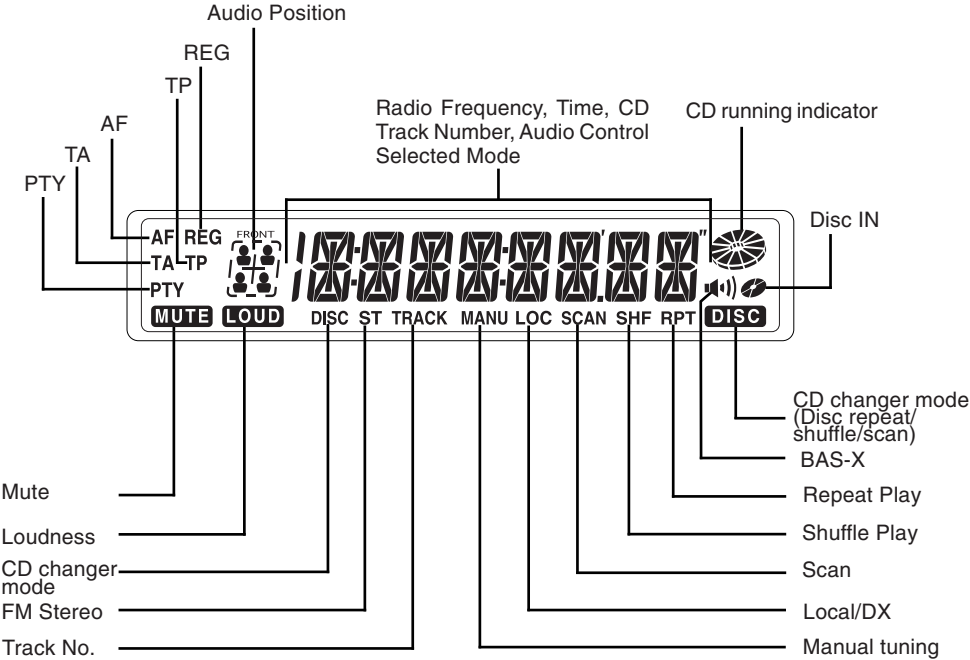 Audio Position
REG
TP
AF
TA
PTY
Radio Frequency, Time, CD
Track Number, Audio Control
Selected Mode
CD running indicator
Disc IN
AF REG
FRONT
TA TP
PTY
MUTE LOUD DISC ST TRACK MANU LOC SCAN SHF RPT DISC
CD changer mode
(Disc repeat/
shuffle/scan)
BAS-X
Mute
Repeat Play
Loudness
Shuffle Play
CD changer
mode
Scan
FM Stereo
Local/DX
Track No.
Manual tuning